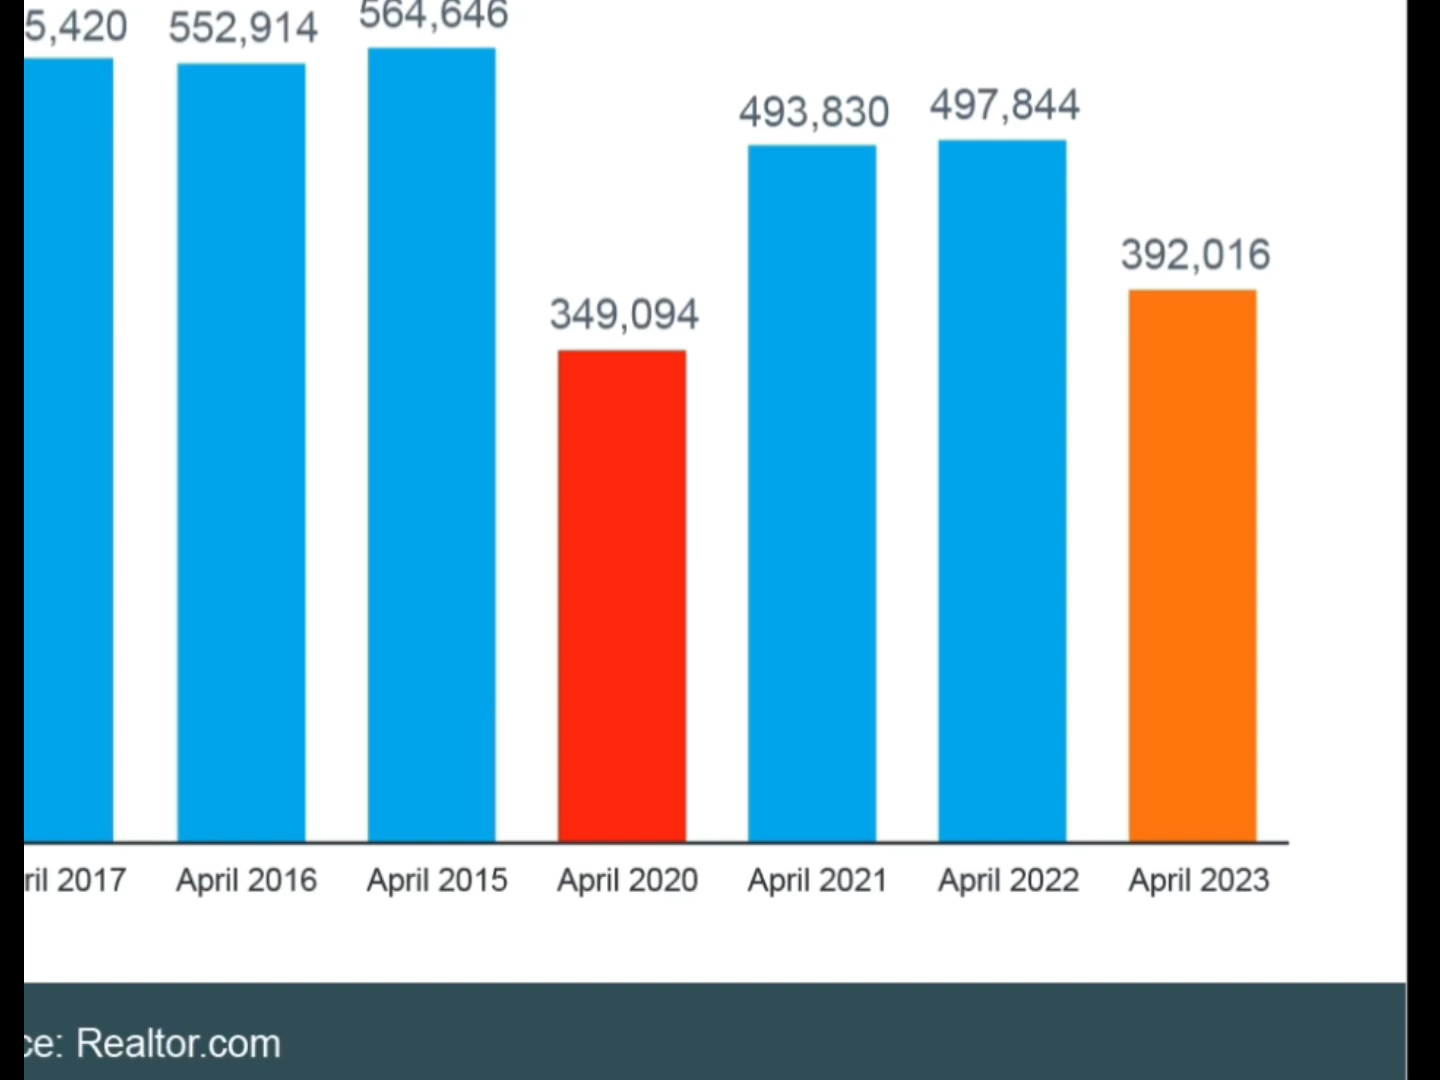 5,420 552,914 564,646
493,830 497,844
392,016
349,094
ril 2017 April 2016 April 2015 April 2020 April 2021 April 2022 April 2023
ce: Realtor.com